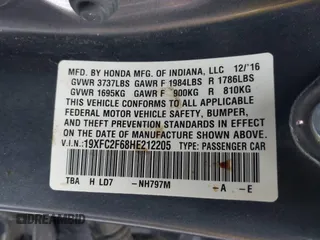 MFD. BY HONDA MFG. OF INDIANA, LLC 12/'16
GVWR 3737LBS GAWR F 1984LBS R 1786LBS
GVWR 1695KG GAWR F 900KG R 810KG
THIS VEHICLE CONFORMS TO ALL APPLICABLE
FEDERAL MOTOR VEHICLE SAFETY, BUMPER,
AND THEFT PREVENTION STANDARDS IN
EFFECT ON THE DATE OF MANUFACTURE
SHOWN ABOVE.
V.I.N.:19XFC2F68HE212205 TYPE: PASSENGER CAR
TBA H LD7 -NH797M -A -E
© AUTOBIDMASTER